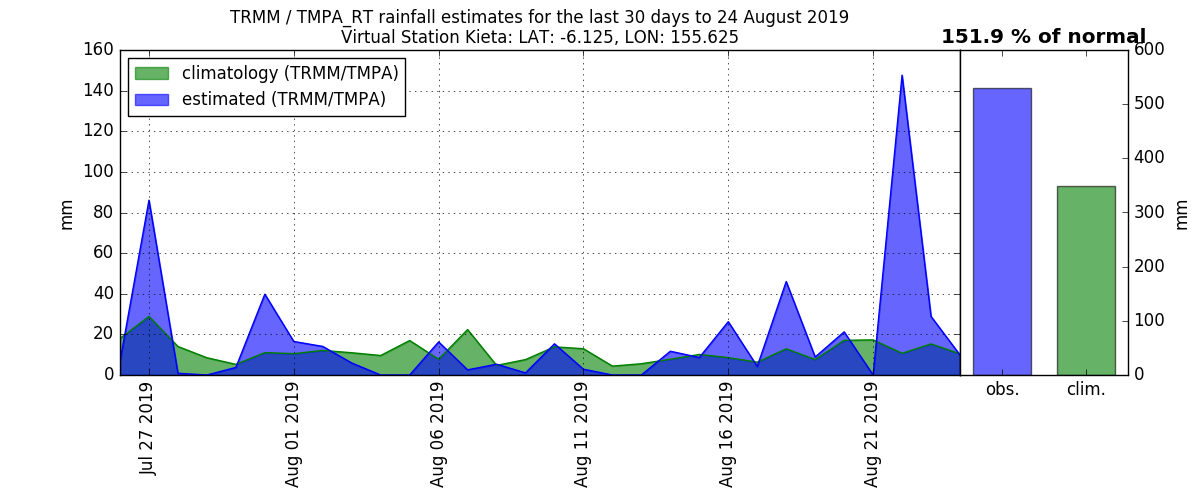 TRMM / TMPA_RT rainfall estimates for the last 30 days to 24 August 2019
Virtual Station Kieta: LAT: -6.125, LON: 155.625
151.9 % of normal
climatology (TRMM/TMPA)
estimated (TRMM/TMPA)
mm
160
140
120
100
80
60
40
20
0
Jul 27 2019
Aug 01 2019
Aug 06 2019
Aug 11 2019
Aug 16 2019
Aug 21 2019
600
500
400
300
200
100
0
mm
obs.
clim.